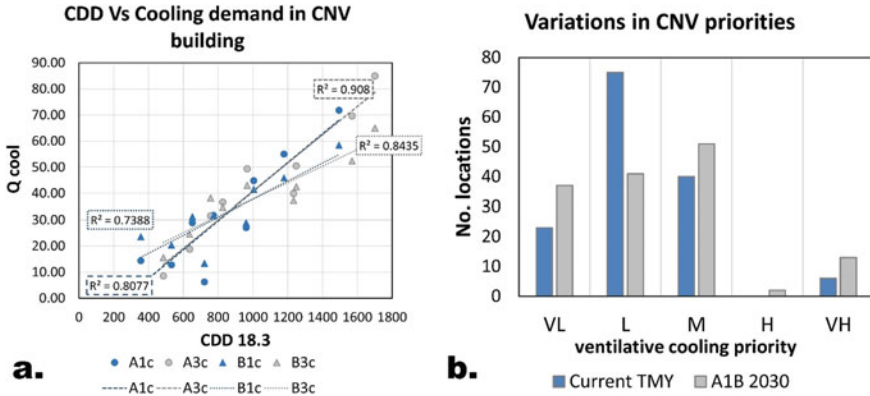 CDD Vs Cooling demand in CNV
building
90.00
80.00
70.00
60.00
50.00
40.00
30.00
20.00
10.00
0.00
Q cool
R² = 0.908
R² = 0.8435
R² = 0.7388
R² = 0.8077
0 200 400 600 800 1000 1200 1400 1600 1800
CDD 18.3
A1c A3c B1c B3c
A1c A3c B1c B3c
a.
Variations in CNV priorities
80
70
60
50
40
30
20
10
0
No. locations
VL L M H VH
ventilative cooling priority
Current TMY A1B 2030
b.